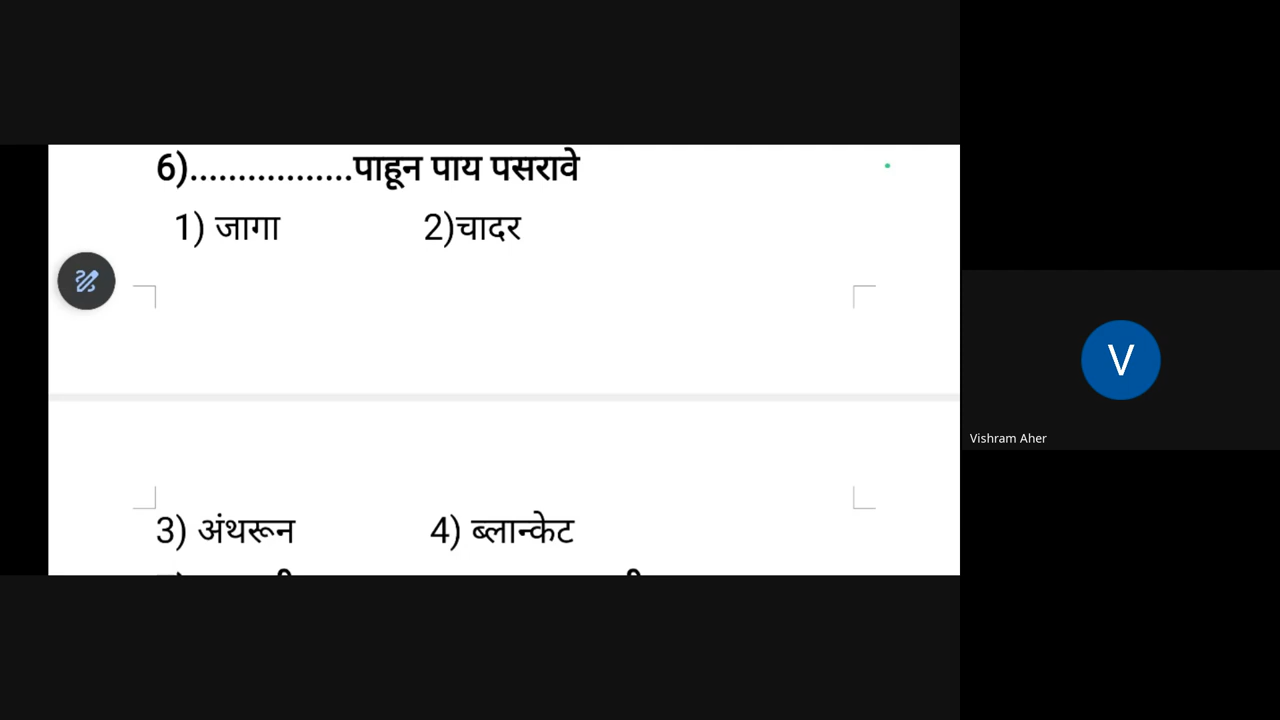 6).................पाहून पाय पसरावे
1) जागा 2)चादर
3) अंथरून 4) ब्लान्केट
V
Vishram Aher